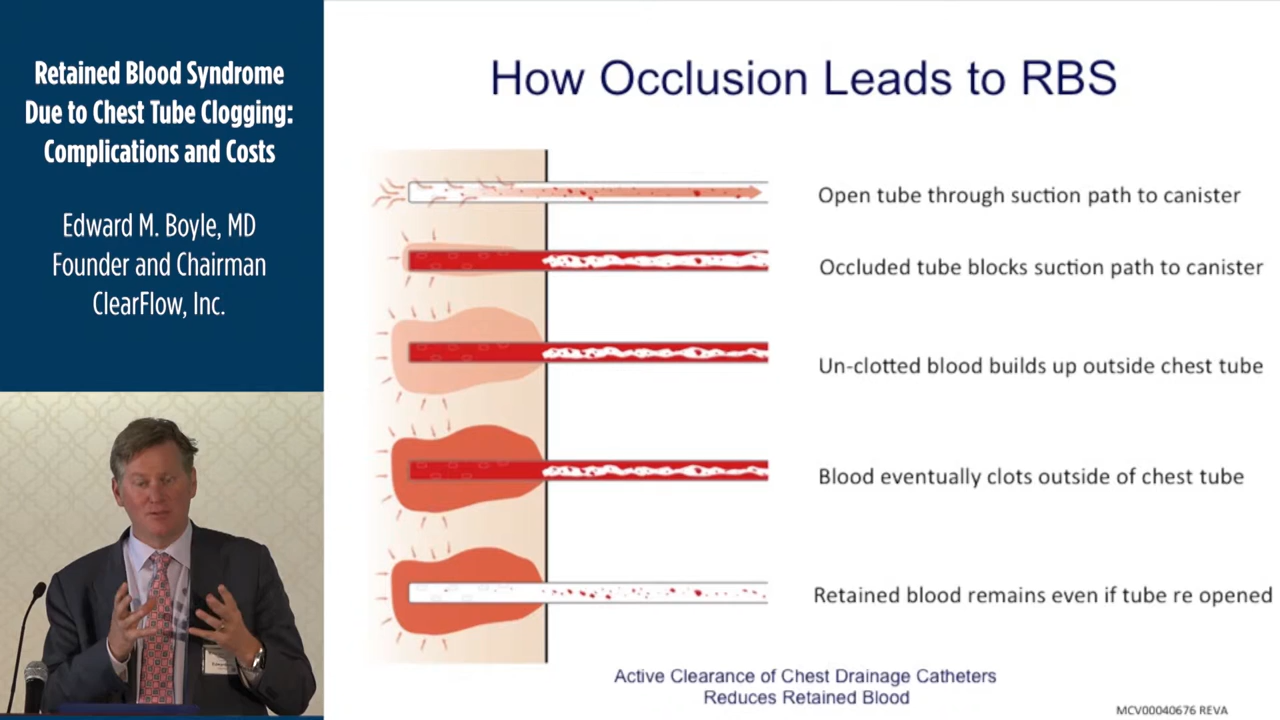 Retained Blood Syndrome
Due to Chest Tube Clogging:
Complications and Costs
Edward M. Boyle, MD
Founder and Chairman
ClearFlow, Inc.
How Occlusion Leads to RBS
Open tube through suction path to canister
Occluded tube blocks suction path to canister
Un-clotted blood builds up outside chest tube
Blood eventually clots outside of chest tube
Retained blood remains even if tube re opened
Active Clearance of Chest Drainage Catheters
Reduces Retained Blood
MCV00040676 REVA